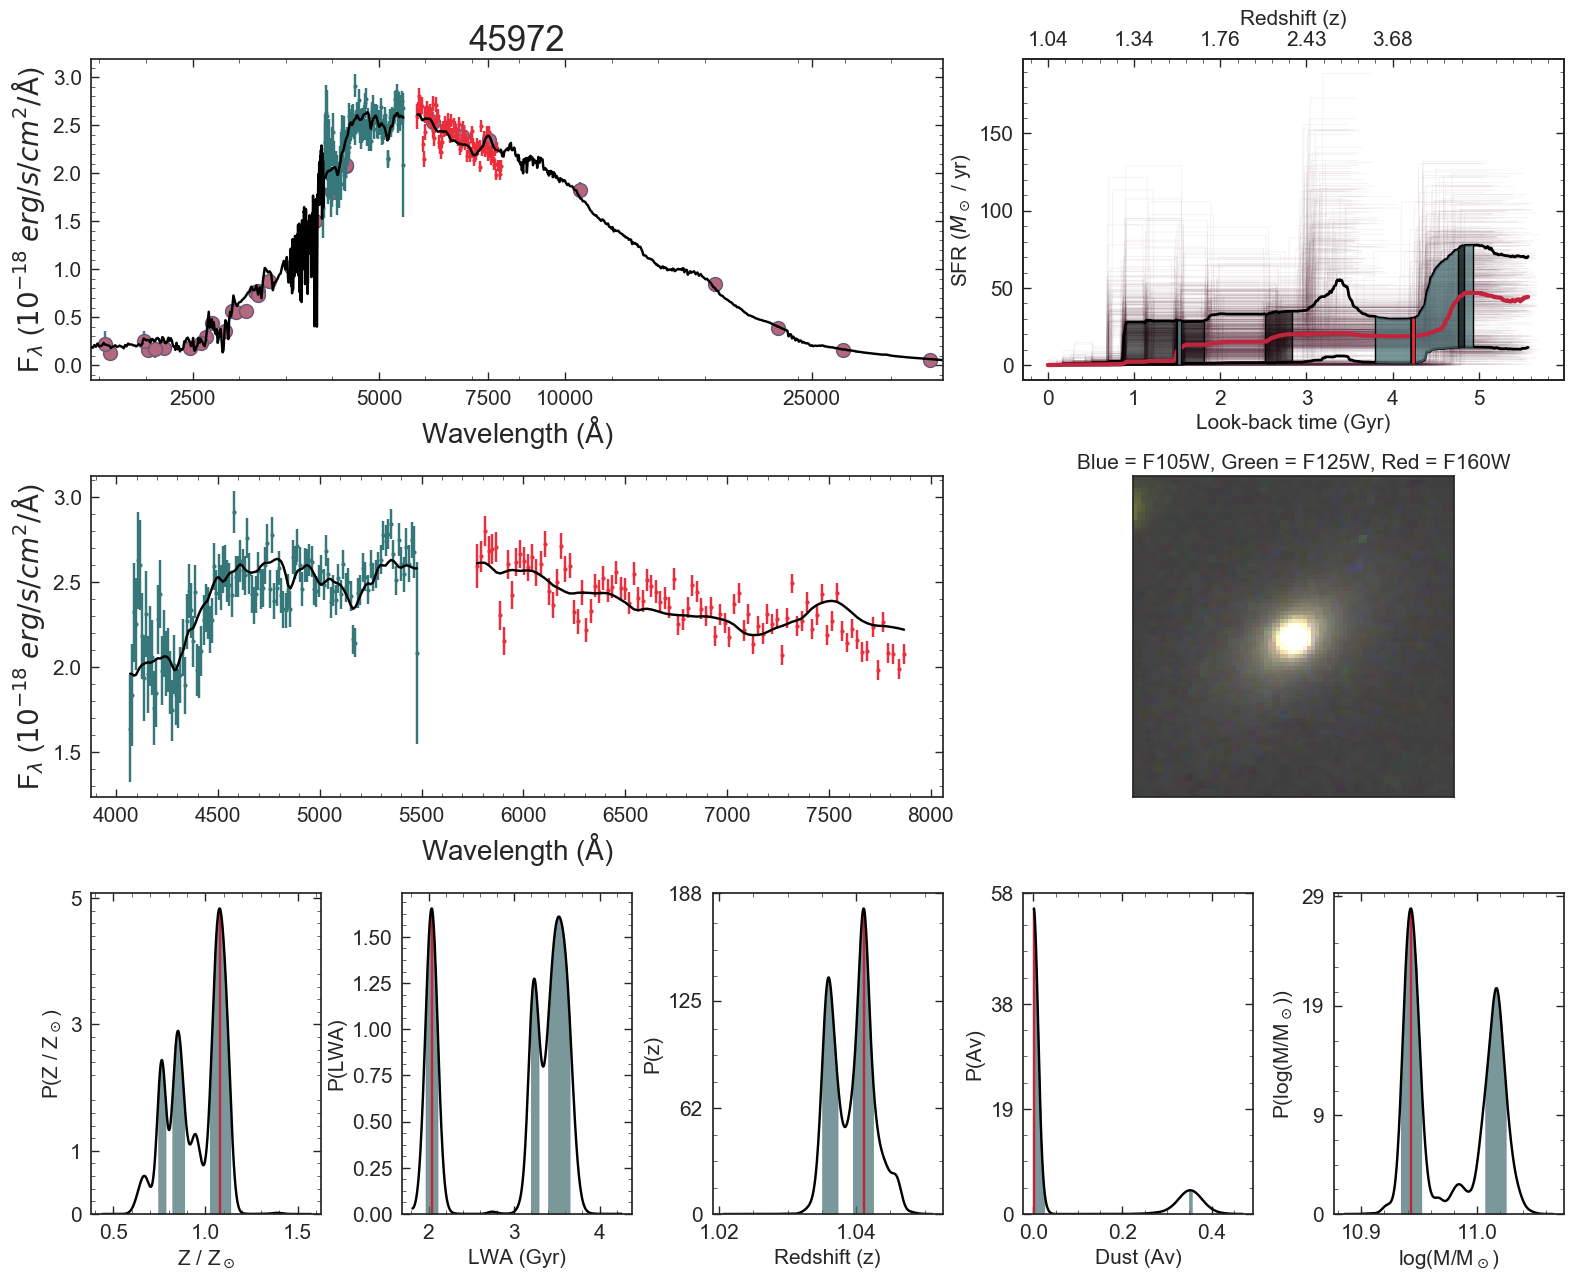 45972
F_λ (10^−18 erg/s/cm^2/Å)
3.0
2.5
2.0
1.5
1.0
0.5
0.0
2500 5000 7500 10000 25000
Wavelength (Å)
Redshift (z)
1.04 1.34 1.76 2.43 3.68
SFR (M_⊙ / yr)
150
100
50
0
0 1 2 3 4 5
Look-back time (Gyr)
F_λ (10^−18 erg/s/cm^2/Å)
3.0
2.5
2.0
1.5
4000 4500 5000 5500 6000 6500 7000 7500 8000
Wavelength (Å)
Blue = F105W, Green = F125W, Red = F160W
P(Z / Z_⊙)
5
3
1
0
0.5 1.0 1.5
Z / Z_⊙
P(LWA)
1.50
1.25
1.00
0.75
0.50
0.25
0.00
2 3 4
LWA (Gyr)
P(z)
188
125
62
0
1.02 1.04
Redshift (z)
P(Av)
58
38
19
0
0.0 0.2 0.4
Dust (Av)
P(log(M/M_⊙))
29
19
9
0
10.9 11.0
log(M/M_⊙)